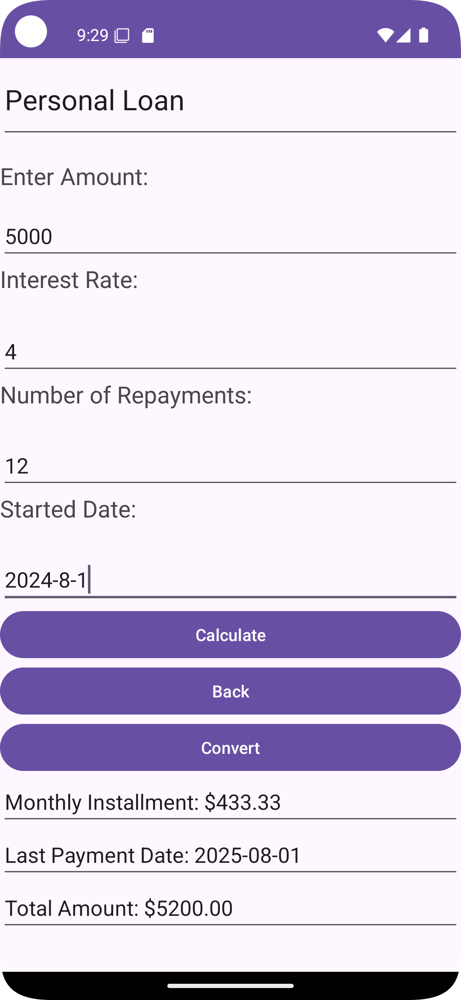 9:29
Personal Loan
Enter Amount:
5000
Interest Rate:
4
Number of Repayments:
12
Started Date:
2024-8-1
Calculate
Back
Convert
Monthly Installment: $433.33
Last Payment Date: 2025-08-01
Total Amount: $5200.00